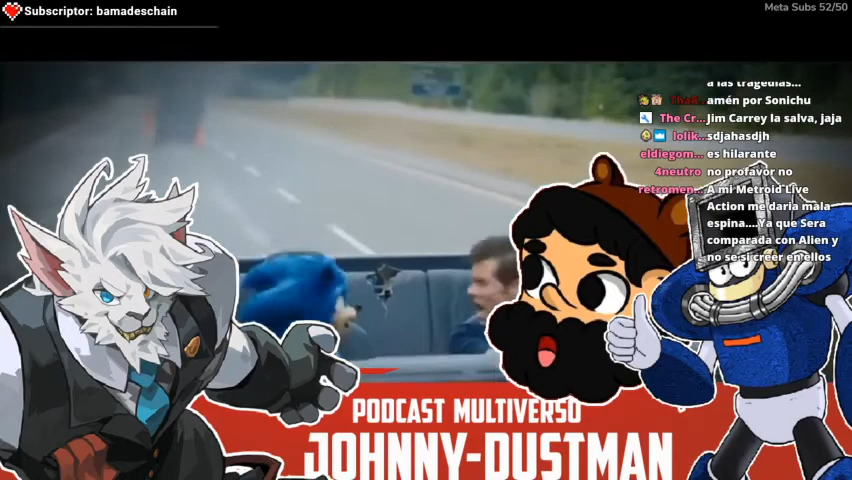 Subscriptor: bamadeschain
Meta Subs 52/50
a las tragedias...
amén por Sonichu
The Cr... Jim Carrey la salva, jaja
lolik... sdjahasdjh
eldiegom... es hilarante
4neutro no profavor no
retromen... A mi Metroid Live
Action me daria mala
espina....Ya que Sera
comparada con Alien y
no se si creer en ellos
PODCAST MULTIVERSO
JOHNNY-DUSTMAN